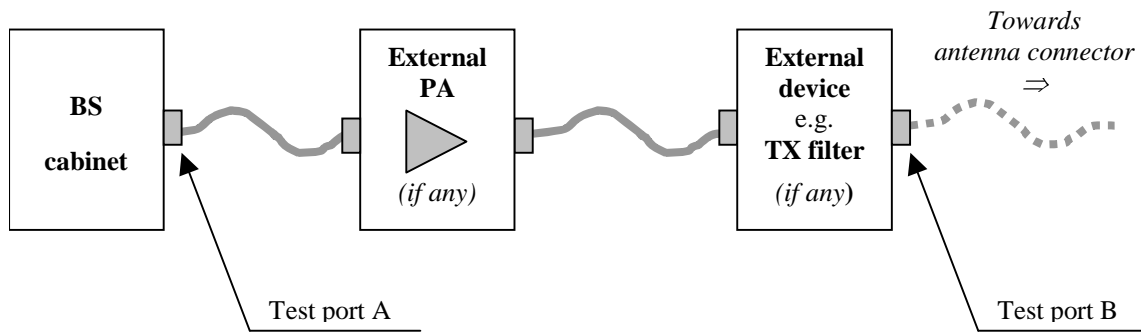 BS
cabinet
External
PA
(if any)
External
device
e.g.
TX filter
(if any)
Towards
antenna connector
⇒
Test port A
Test port B